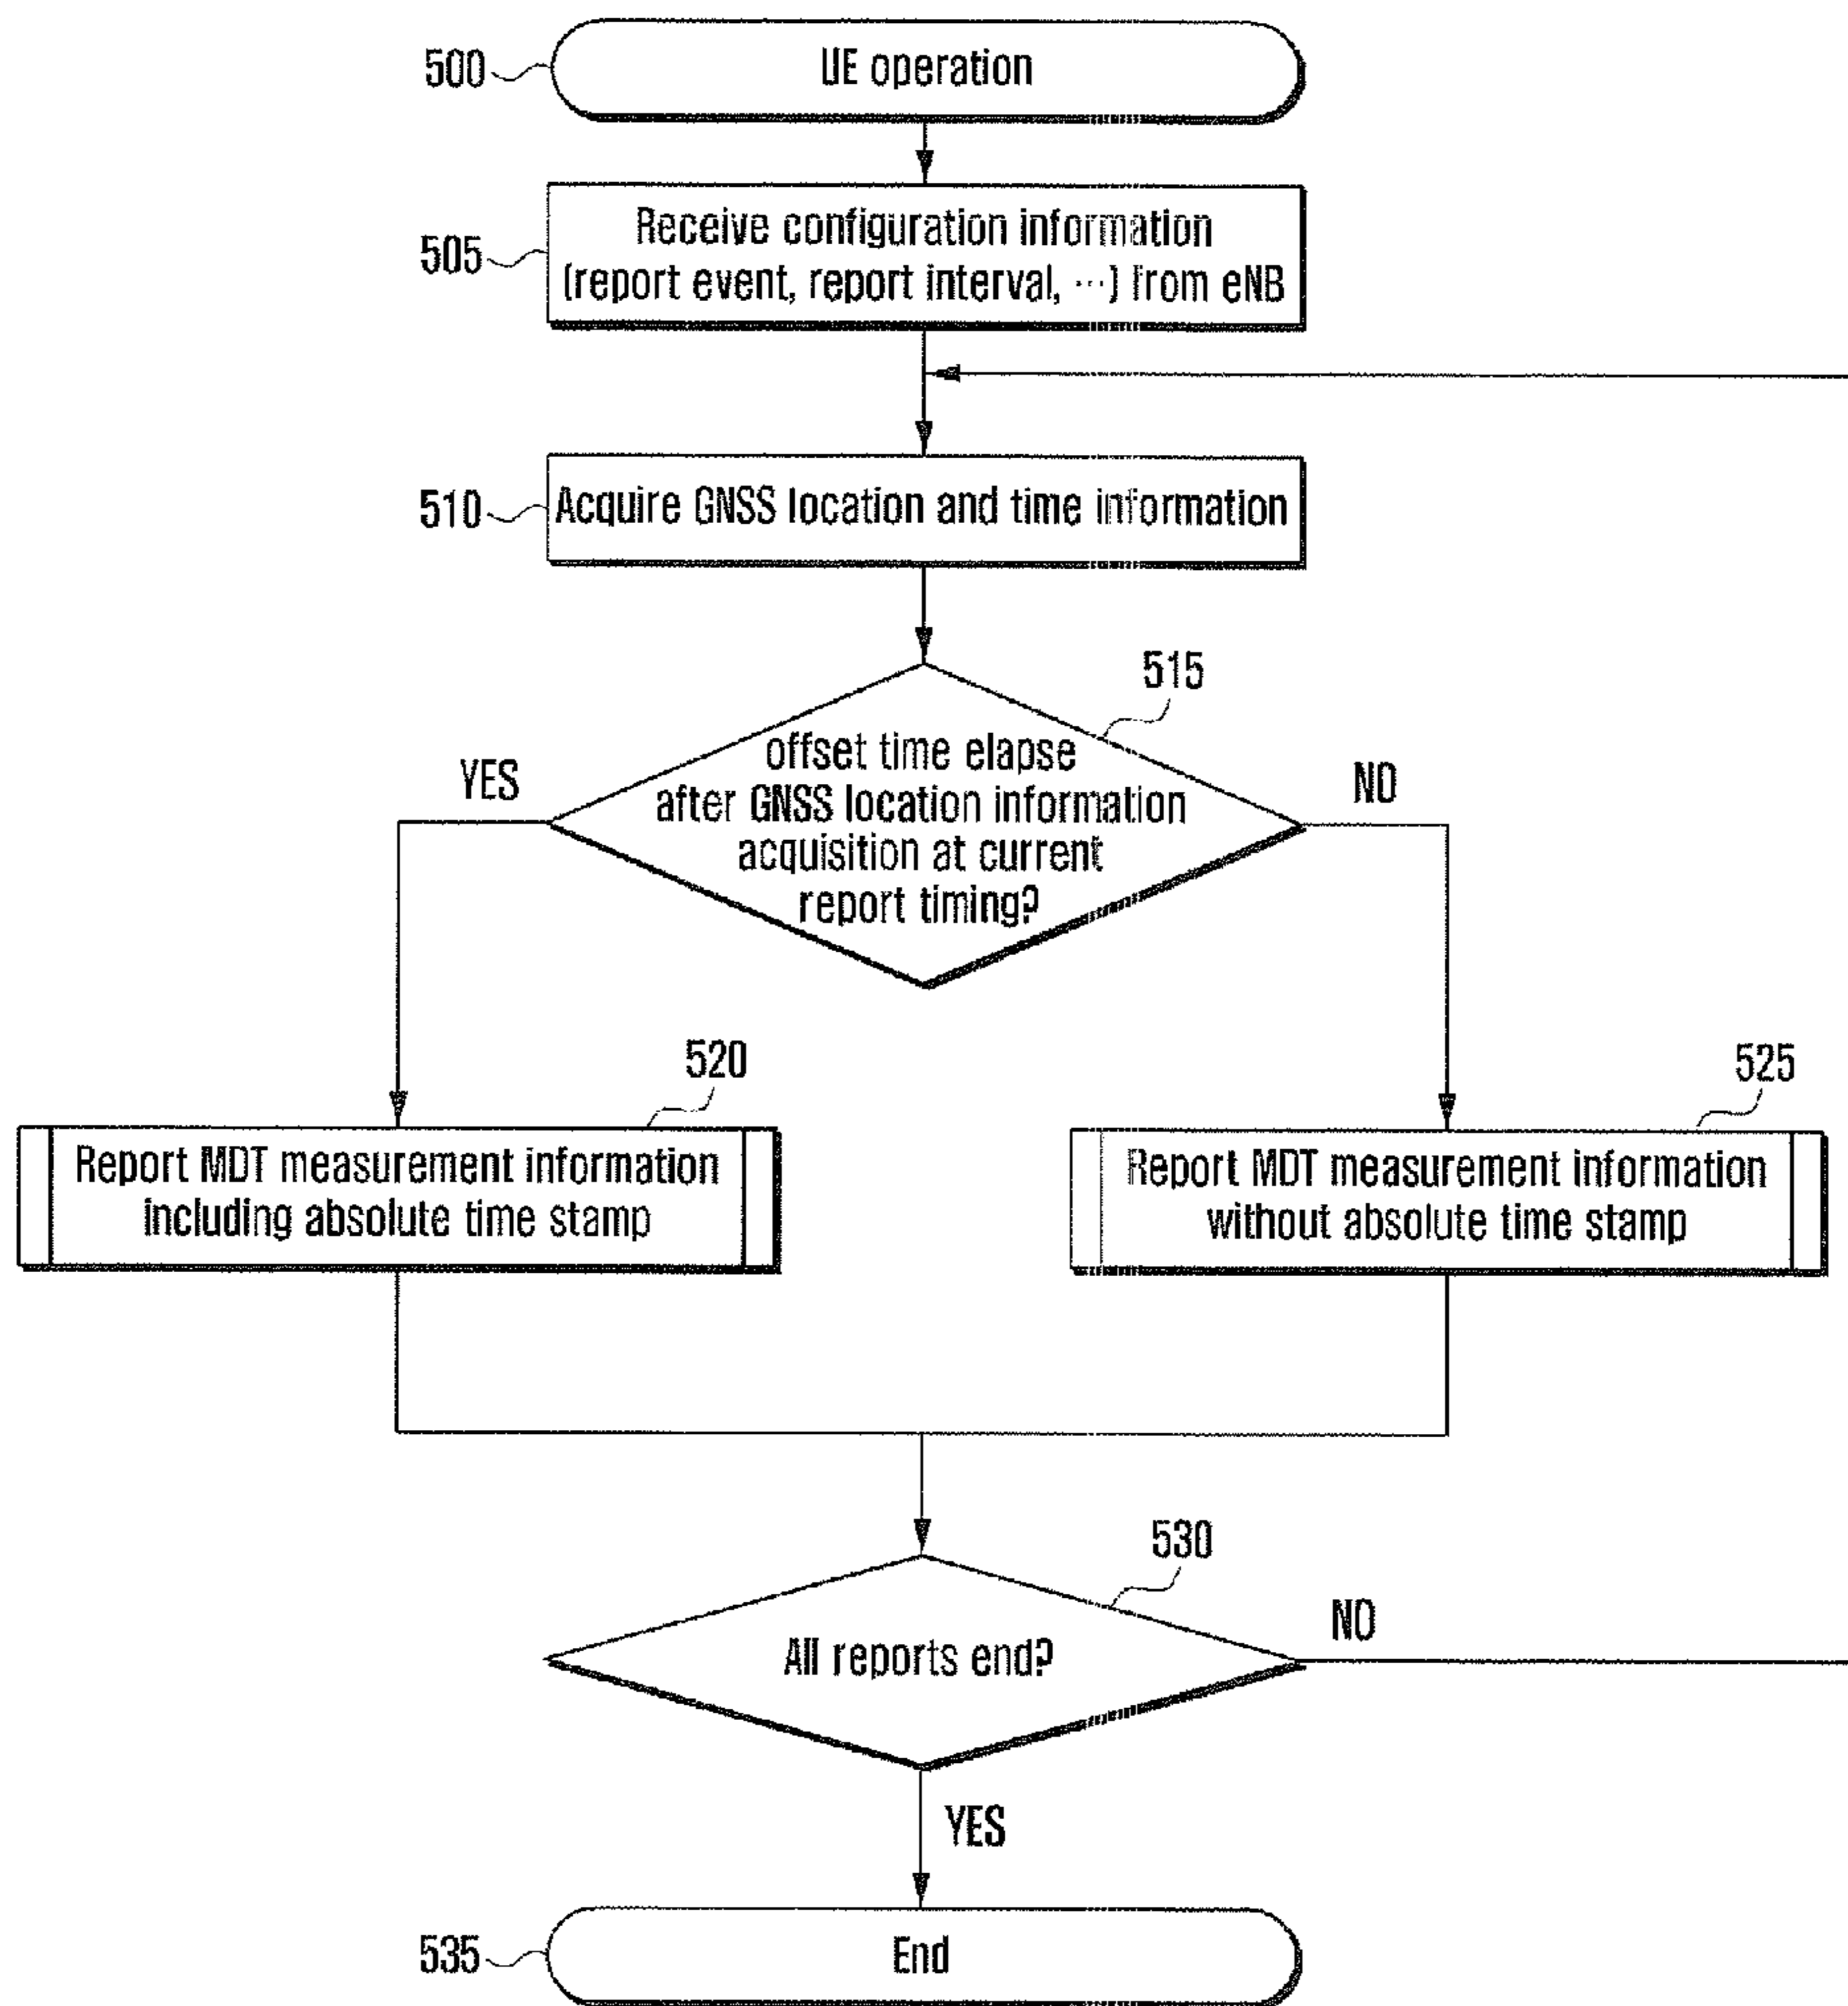 500
UE operation
505
Receive configuration information
(report event, report interval, ···) from eNB
510
Acquire GNSS location and time information
515
offset time elapse
after GNSS location information
acquisition at current
report timing?
YES
NO
520
Report MDT measurement information
including absolute time stamp
525
Report MDT measurement information
without absolute time stamp
530
All reports end?
NO
YES
535
End